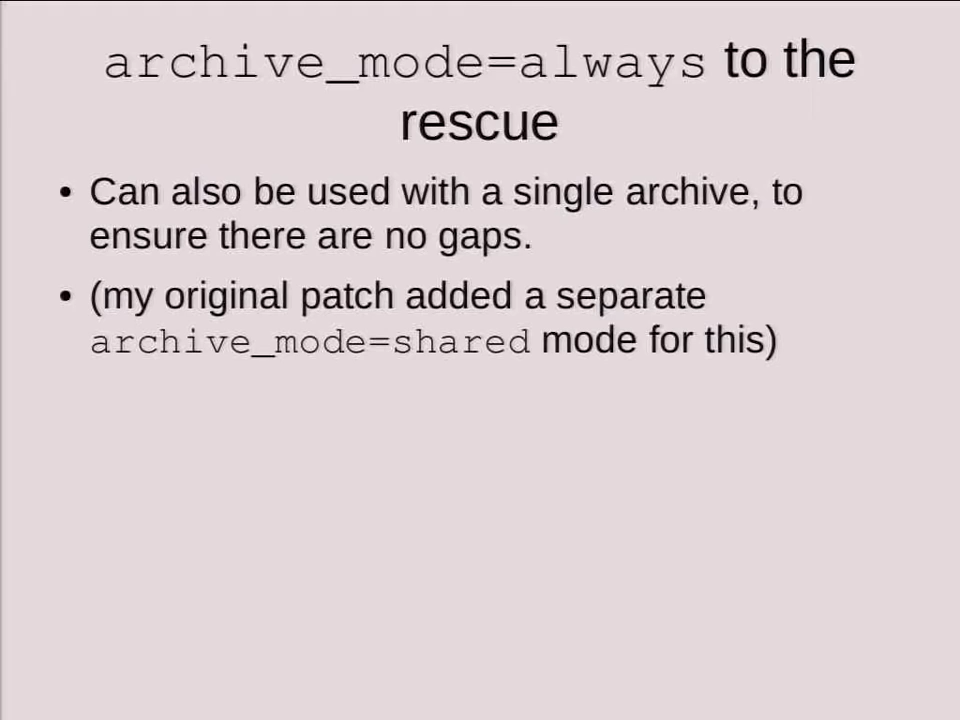 archive_mode=always to the
rescue
• Can also be used with a single archive, to
ensure there are no gaps.
• (my original patch added a separate
archive_mode=shared mode for this)